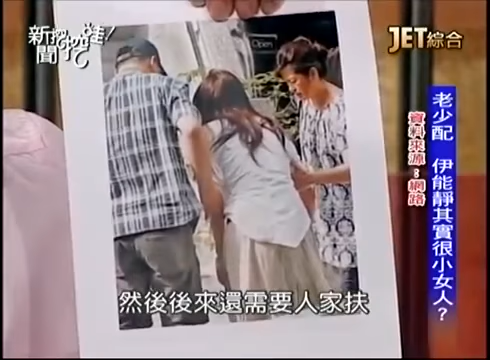 新聞挖挖哇!
JET綜合
Open
老少配 伊能靜其實很小女人?
資料來源:網路
然後後來還需要人家扶